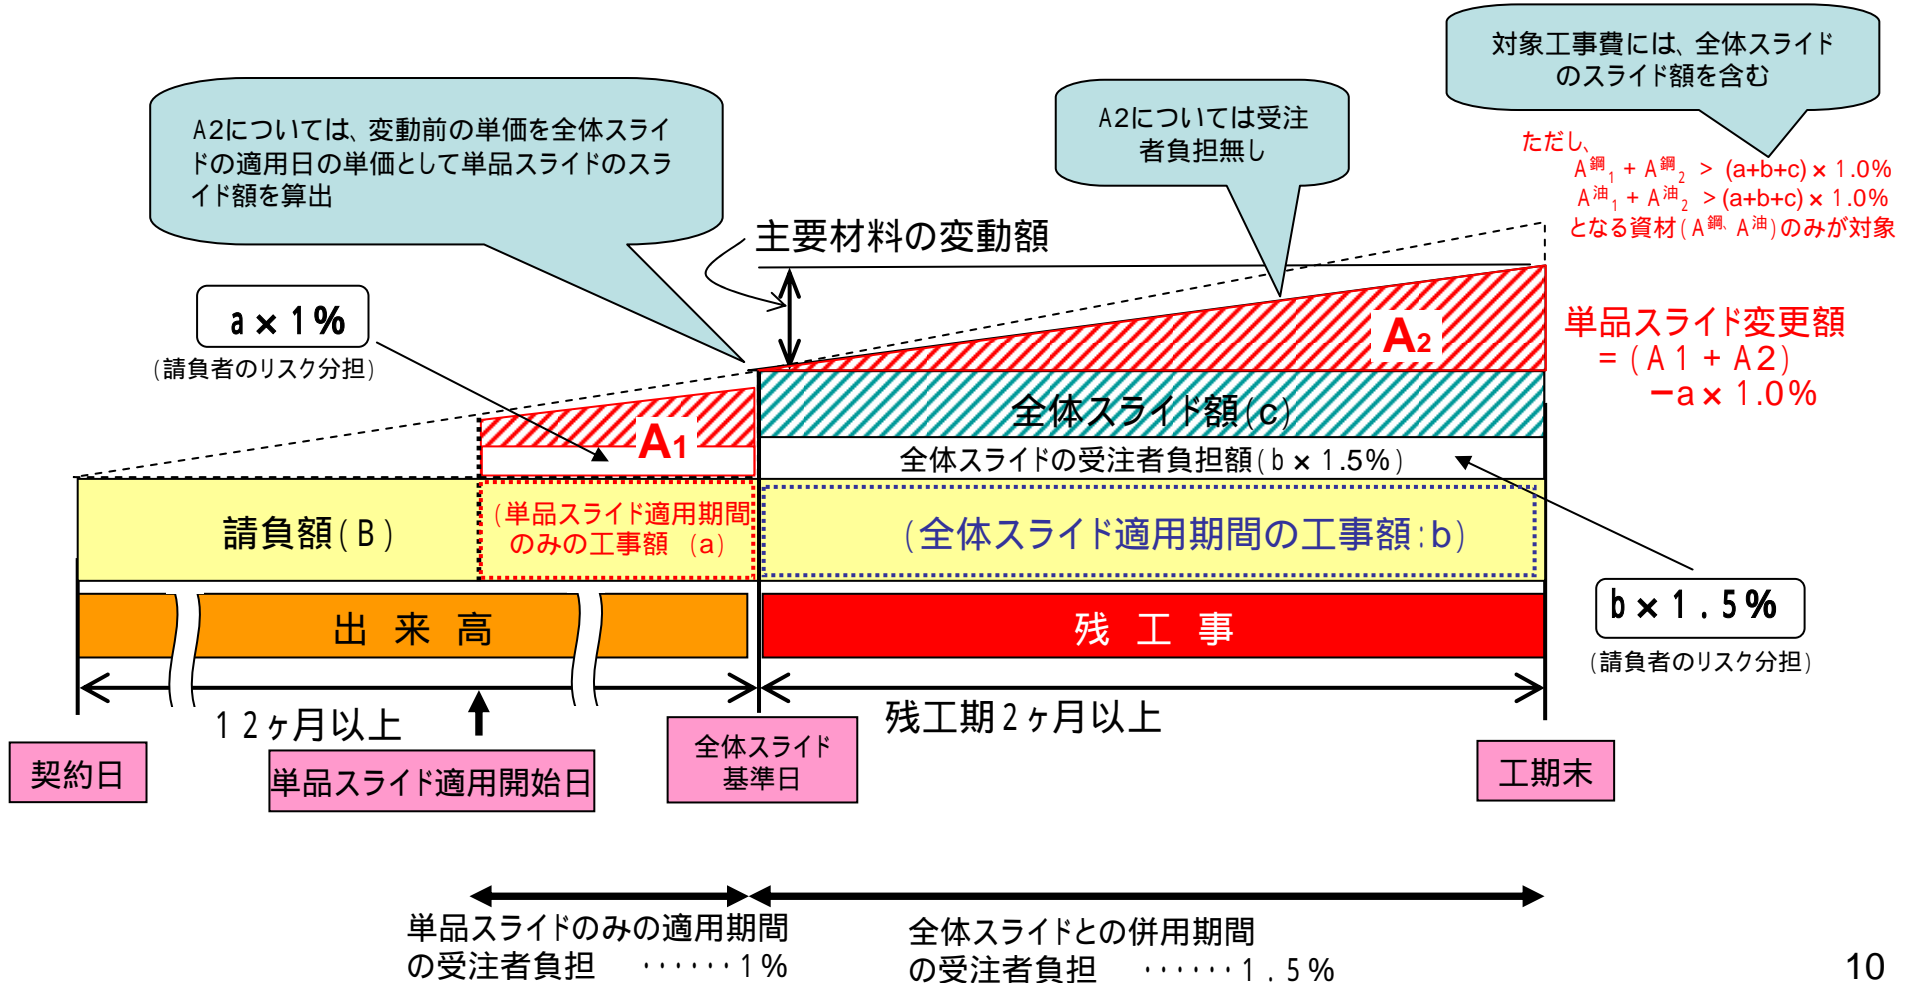 対象工事費には、全体スライド
のスライド額を含む
A2については、変動前の単価を全体スライ
ドの適用日の単価として単品スライドのスラ
イド額を算出
A2については受注
者負担無し
ただし、
A鋼1 + A鋼2 > (a+b+c) × 1.0%
A油1 + A油2 > (a+b+c) × 1.0%
となる資材(A鋼、A油)のみが対象
主要材料の変動額
a × 1%
(請負者のリスク分担)
単品スライド変更額
= (A1 + A2)
－a × 1.0%
A2
A1
全体スライド額(c)
全体スライドの受注者負担額(b × 1.5%)
請負額(B)
(単品スライド適用期間
のみの工事額 (a)
(全体スライド適用期間の工事額:b)
b × 1.5%
(請負者のリスク分担)
出 来 高
残 工 事
12ヶ月以上
残工期2ヶ月以上
契約日
単品スライド適用開始日
全体スライド
基準日
工期末
単品スライドのみの適用期間
の受注者負担 ・・・・・・1%
全体スライドとの併用期間
の受注者負担 ・・・・・・1.5%
10